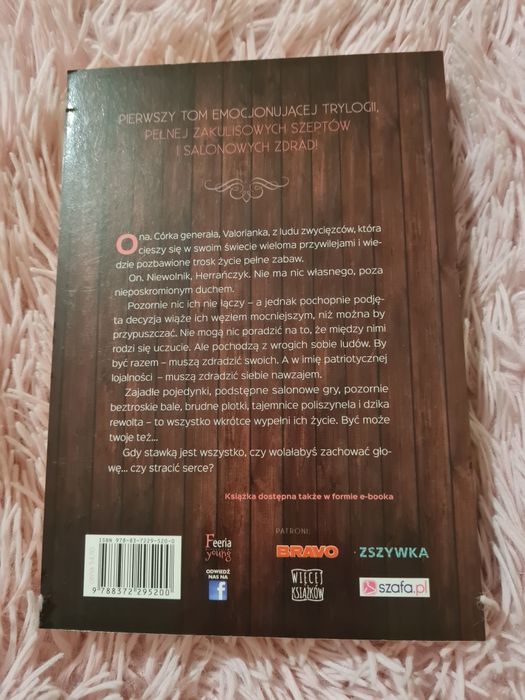 PIERWSZY TOM EMOCJONUJĄCEJ TRYLOGII,
PEŁNEJ ZAKULISOWYCH SZEPTÓW
I SALONOWYCH ZDRAD!
Ona. Córka generała, Valorianka, z ludu zwycięzców, która
cieszy się w swoim świecie wieloma przywilejami i wie-
dzie pozbawione trosk życie pełne zabaw.
On. Niewolnik, Herrańczyk. Nie ma nic własnego, poza
nieposkromionym duchem.
Pozornie nic ich nie łączy – a jednak pochopnie podję-
ta decyzja wiąże ich węzłem mocniejszym, niż można by
przypuszczać. Nie mogą nic poradzić na to, że między nimi
rodzi się uczucie. Ale pochodzą z wrogich sobie ludów. By
być razem – muszą zdradzić swoich. A w imię patriotycznej
lojalności – muszą zdradzić siebie nawzajem.
Zajadłe pojedynki, podstępne salonowe gry, pozornie
beztroskie bale, brudne plotki, tajemnice poliszynela i dzika
rewolta – to wszystko wkrótce wypełni ich życie. Być może
twoje też...
Gdy stawką jest wszystko, czy wolałabyś zachować gło-
wę... czy stracić serce?
Książka dostępna także w formie e-booka
ISBN 978-83-7229-520-0
9 788372 295200
Feeria
young
ODWIEDŹ
NAS NA
f
PATRONI:
BRAVO
ZSZYWKA
WIĘCEJ
KSIĄŻKÓW
szafa.pl